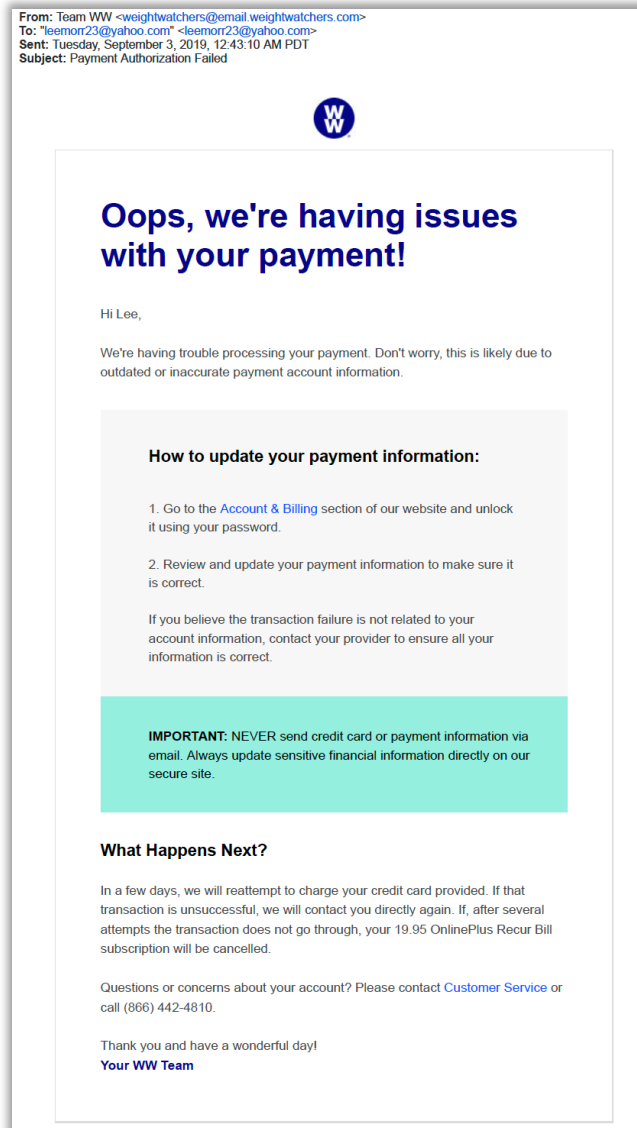 From: Team WW <weightwatchers@email.weightwatchers.com>
To: "leemorr23@yahoo.com" <leemorr23@yahoo.com>
Sent: Tuesday, September 3, 2019, 12:43:10 AM PDT
Subject: Payment Authorization Failed
W
W
Oops, we're having issues
with your payment!
Hi Lee,
We're having trouble processing your payment. Don't worry, this is likely due to
outdated or inaccurate payment account information.
How to update your payment information:
1. Go to the Account & Billing section of our website and unlock
it using your password.
2. Review and update your payment information to make sure it
is correct.
If you believe the transaction failure is not related to your
account information, contact your provider to ensure all your
information is correct.
IMPORTANT: NEVER send credit card or payment information via
email. Always update sensitive financial information directly on our
secure site.
What Happens Next?
In a few days, we will reattempt to charge your credit card provided. If that
transaction is unsuccessful, we will contact you directly again. If, after several
attempts the transaction does not go through, your 19.95 OnlinePlus Recur Bill
subscription will be cancelled.
Questions or concerns about your account? Please contact Customer Service or
call (866) 442-4810.
Thank you and have a wonderful day!
Your WW Team